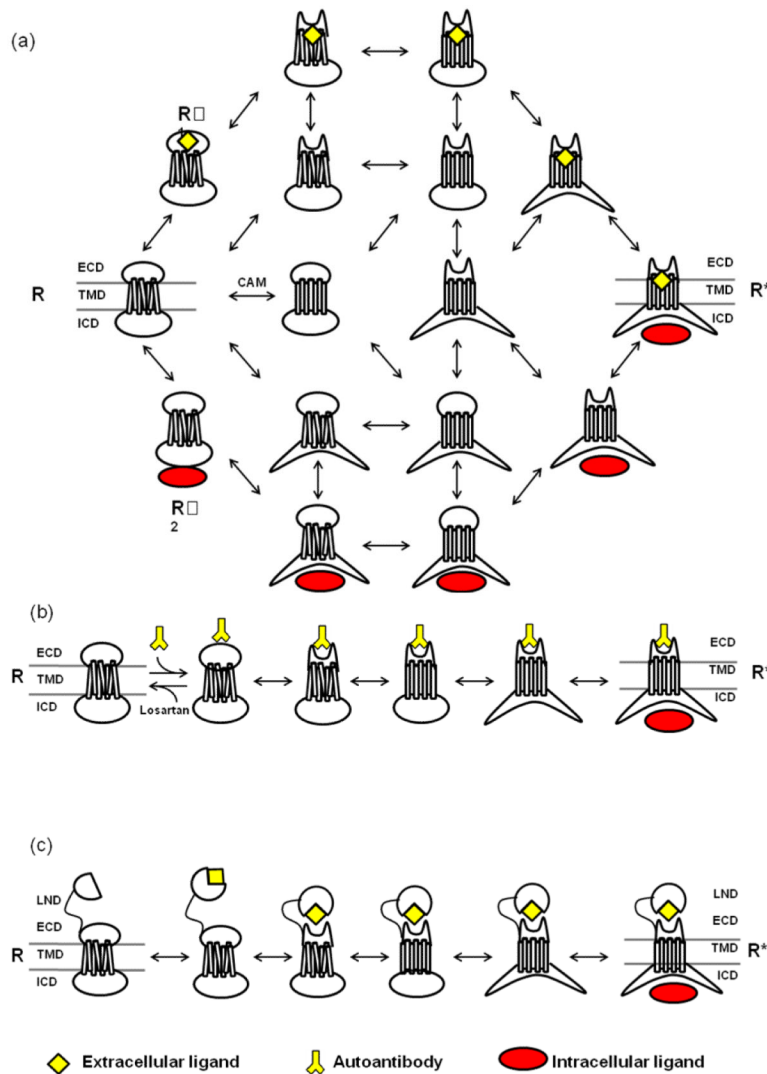 (a)
R□
1
ECD
TMD
ICD
R
CAM
ECD
TMD
ICD
R*
R□
2
(b)
ECD
TMD
ICD
R
Losartan
ECD
TMD
ICD
R*
(c)
LND
ECD
TMD
ICD
R
LND
ECD
TMD
ICD
R*
Extracellular ligand
Autoantibody
Intracellular ligand